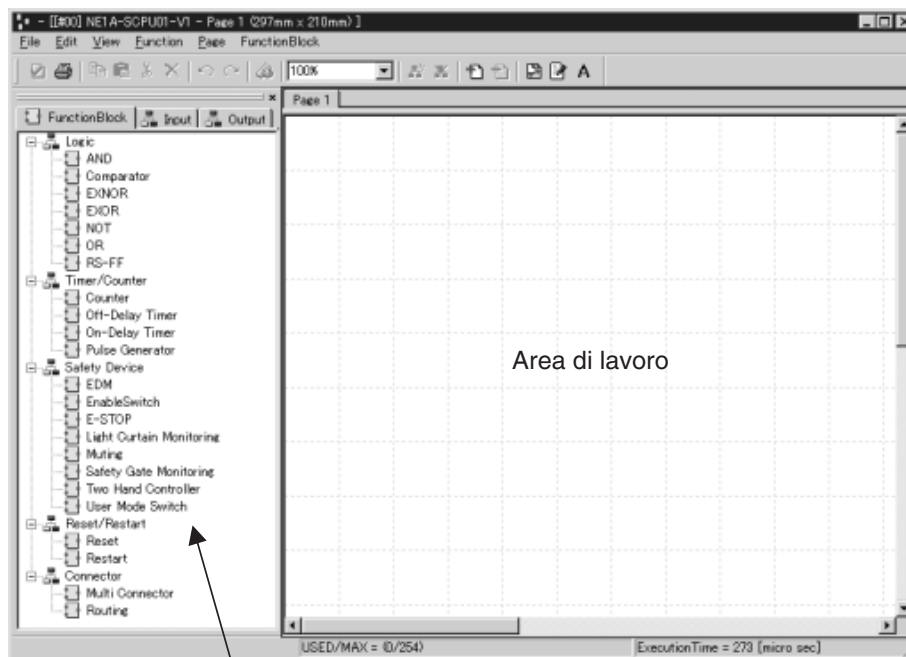 - [[#00] NE1A-SCPU01-V1 - Page 1 (297mm x 210mm) ]
File Edit View Function Page FunctionBlock
100%
A
Page 1
FunctionBlock Input Output
Logic
AND
Comparator
EXNOR
EXOR
NOT
OR
RS-FF
Timer/Counter
Counter
Off-Delay Timer
On-Delay Timer
Pulse Generator
Safety Device
EDM
EnableSwitch
E-STOP
Light Curtain Monitoring
Muting
Safety Gate Monitoring
Two Hand Controller
User Mode Switch
Reset/Restart
Reset
Restart
Connector
Multi Connector
Routing
Area di lavoro
USED/MAX = (0/254) ExecutionTime = 273 [micro sec]